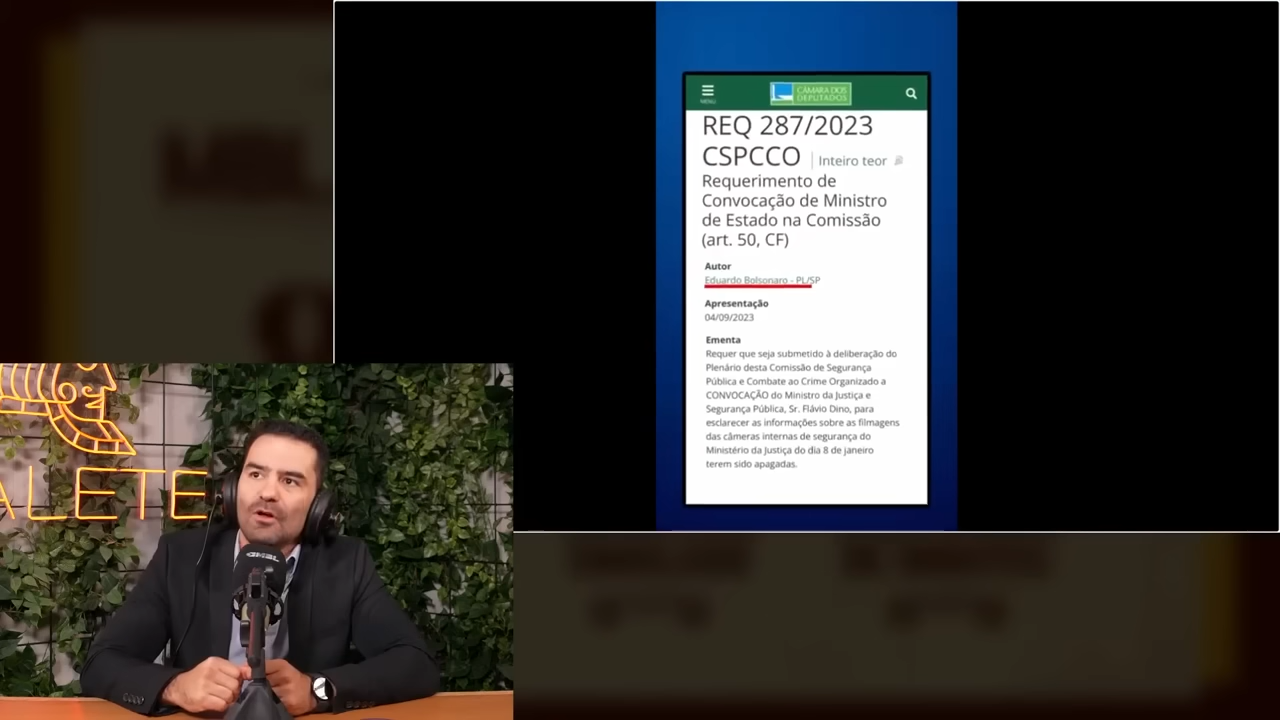 MENU
CÂMARA DOS
DEPUTADOS
REQ 287/2023
CSPCCO | Inteiro teor
Requerimento de
Convocação de Ministro
de Estado na Comissão
(art. 50, CF)
Autor
Eduardo Bolsonaro - PL/SP
Apresentação
04/09/2023
Ementa
Requer que seja submetido à deliberação do
Plenário desta Comissão de Segurança
Pública e Combate ao Crime Organizado a
CONVOCAÇÃO do Ministro da Justiça e
Segurança Pública, Sr. Flávio Dino, para
esclarecer as informações sobre as filmagens
das câmeras internas de segurança do
Ministério da Justiça do dia 8 de janeiro
terem sido apagadas.
ALETE